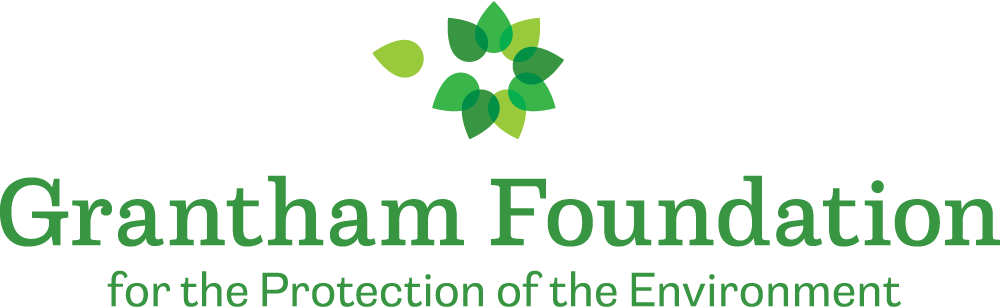 Grantham Foundation
for the Protection of the Environment